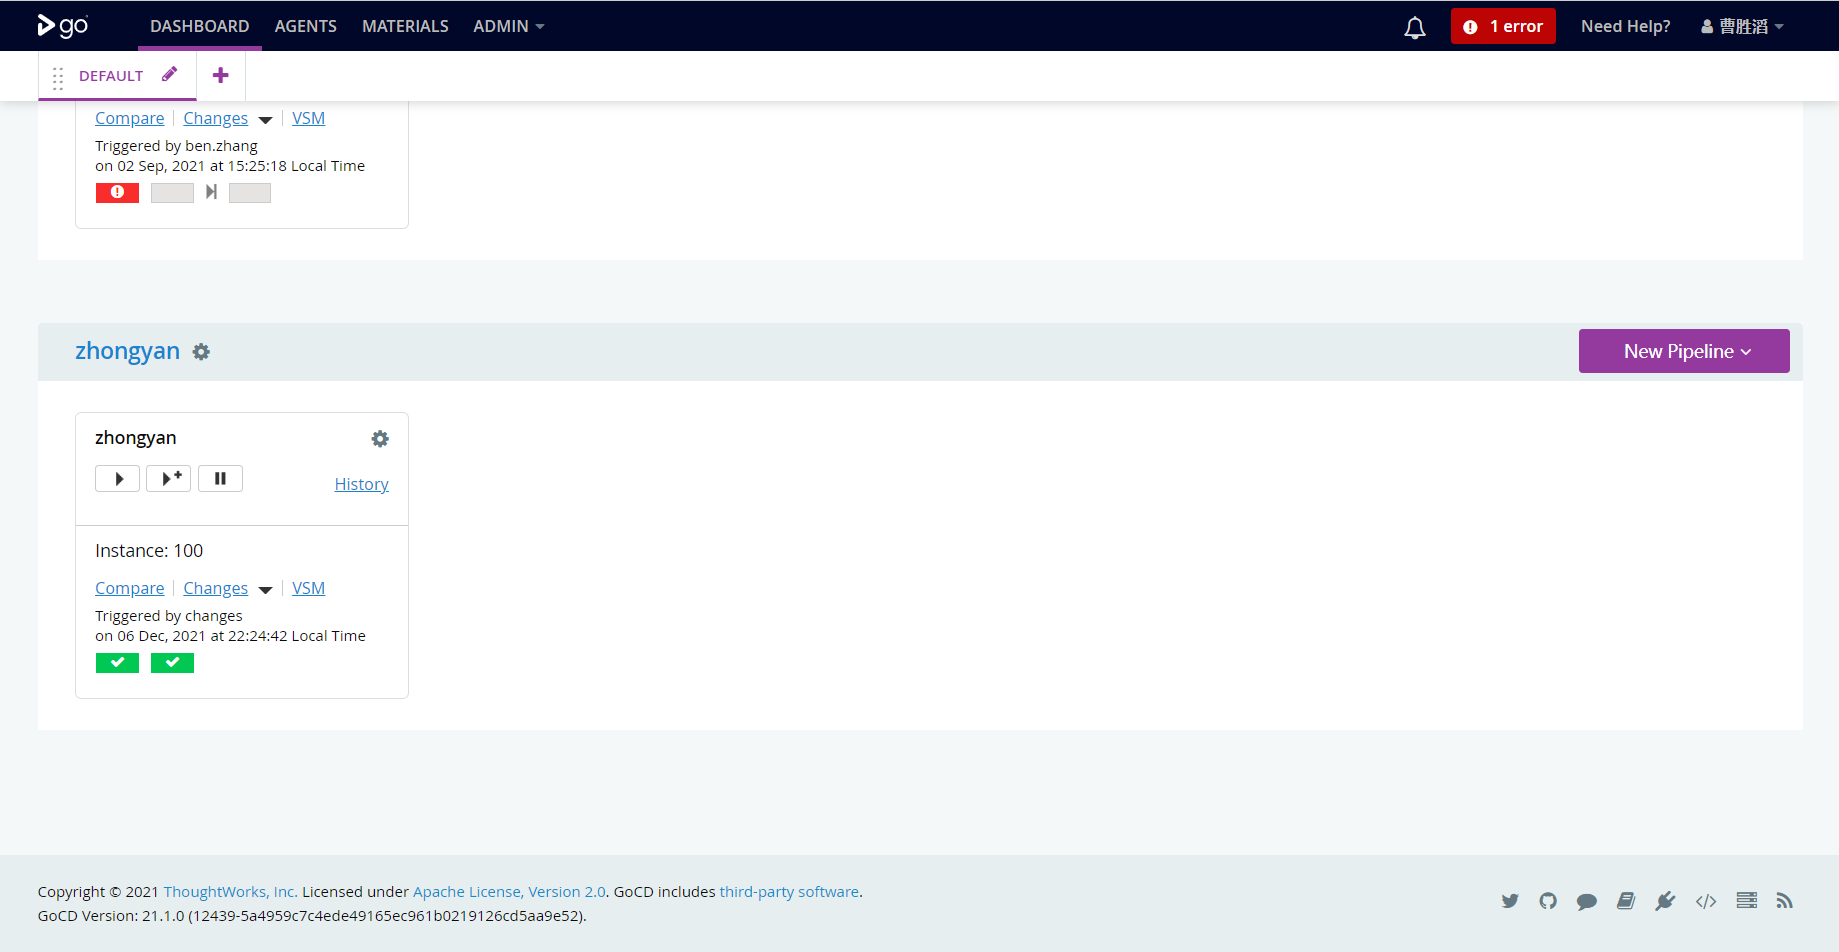 go DASHBOARD AGENTS MATERIALS ADMIN 1 error Need Help? 曹胜滔
DEFAULT
Compare Changes VSM
Triggered by ben.zhang
on 02 Sep, 2021 at 15:25:18 Local Time
zhongyan New Pipeline
zhongyan
History
Instance: 100
Compare Changes VSM
Triggered by changes
on 06 Dec, 2021 at 22:24:42 Local Time
Copyright © 2021 ThoughtWorks, Inc. Licensed under Apache License, Version 2.0. GoCD includes third-party software.
GoCD Version: 21.1.0 (12439-5a4959c7c4ede49165ec961b0219126cd5aa9e52).